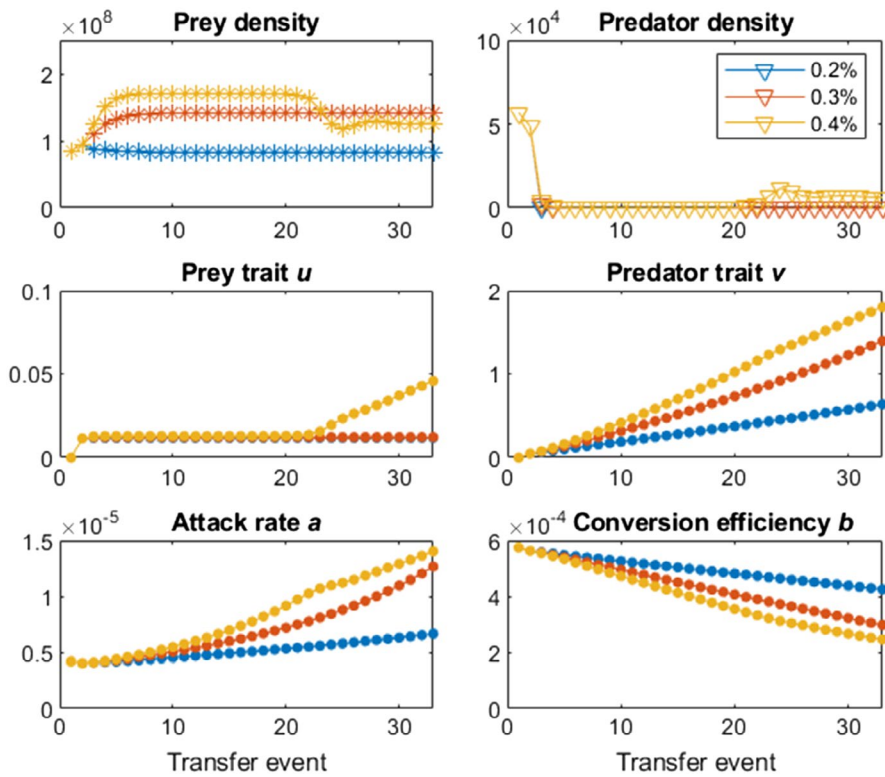 Prey density
×10^8
2
1
0
0 10 20 30
Predator density
×10^4
10
5
0
0 10 20 30
0.2%
0.3%
0.4%
Prey trait u
0.1
0.05
0
0 10 20 30
Predator trait v
2
1
0
0 10 20 30
Attack rate a
×10^-5
1.5
1
0.5
0
0 10 20 30
Transfer event
Conversion efficiency b
×10^-4
6
4
2
0
0 10 20 30
Transfer event